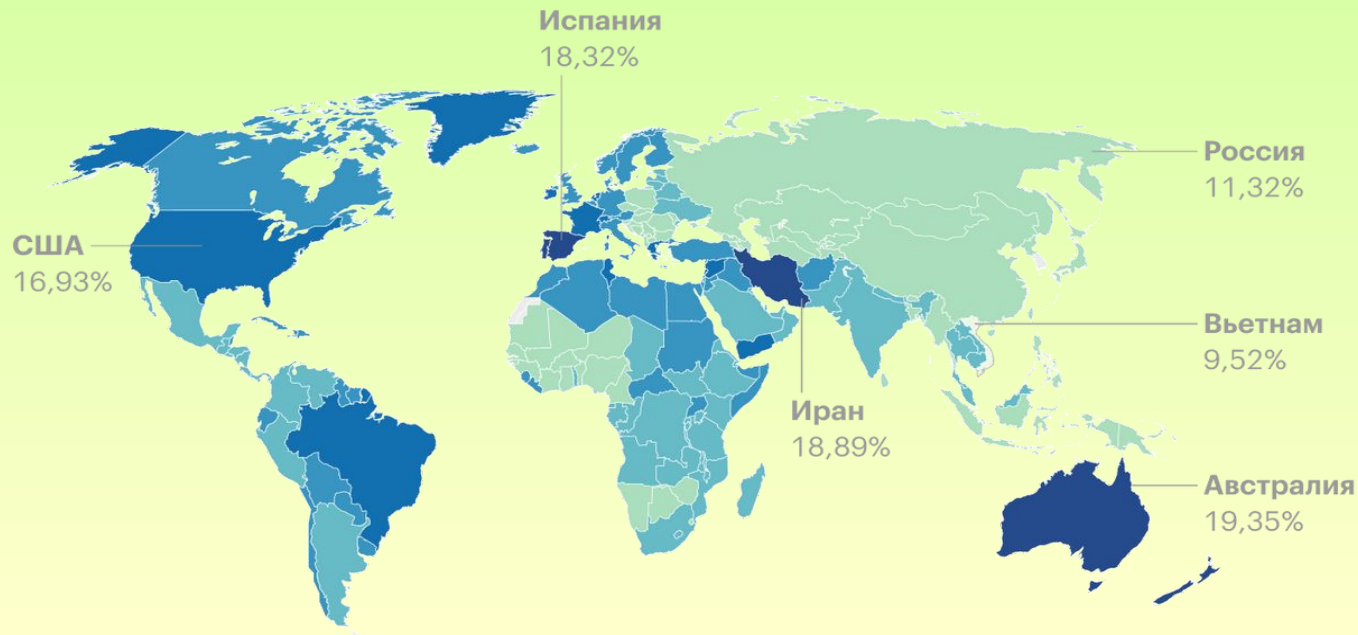 Испания
18,32%
Россия
11,32%
США
16,93%
Вьетнам
9,52%
Иран
18,89%
Австралия
19,35%